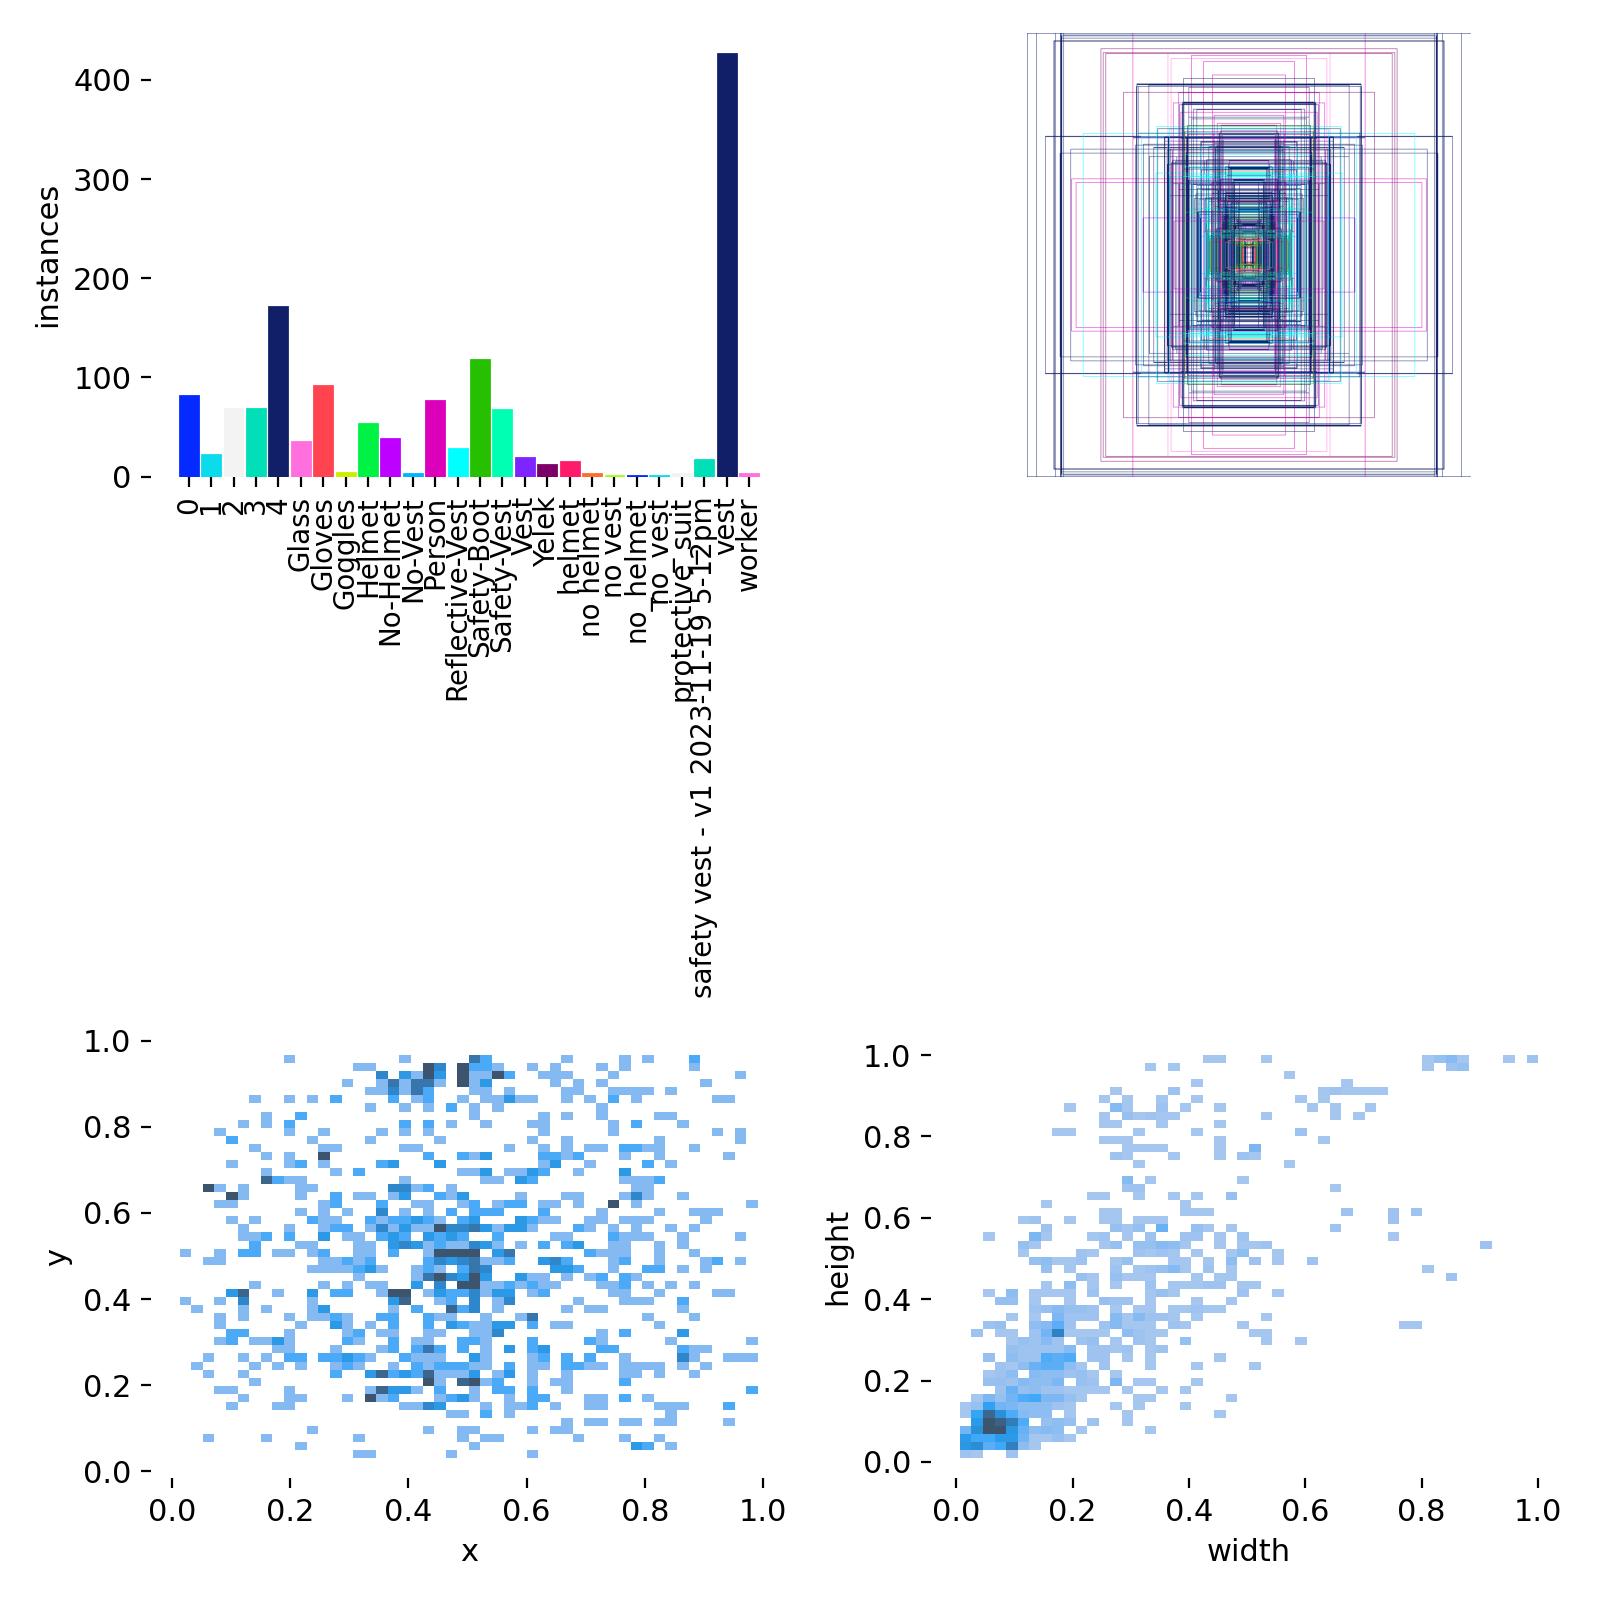 400
300
200
100
0
instances
0
1
2
3
4
Glass
Gloves
Goggles
Helmet
No-Helmet
No-Vest
Person
Reflective-Vest
Safety-Boot
Safety-Vest
Vest
Yelek
helmet
no helmet
no vest
no_helmet
no_vest
protective_suit
safety vest - v1 2023-11-19 5-12pm
vest
worker
1.0
0.8
0.6
0.4
0.2
0.0
y
0.0 0.2 0.4 0.6 0.8 1.0
x
1.0
0.8
0.6
0.4
0.2
0.0
height
0.0 0.2 0.4 0.6 0.8 1.0
width